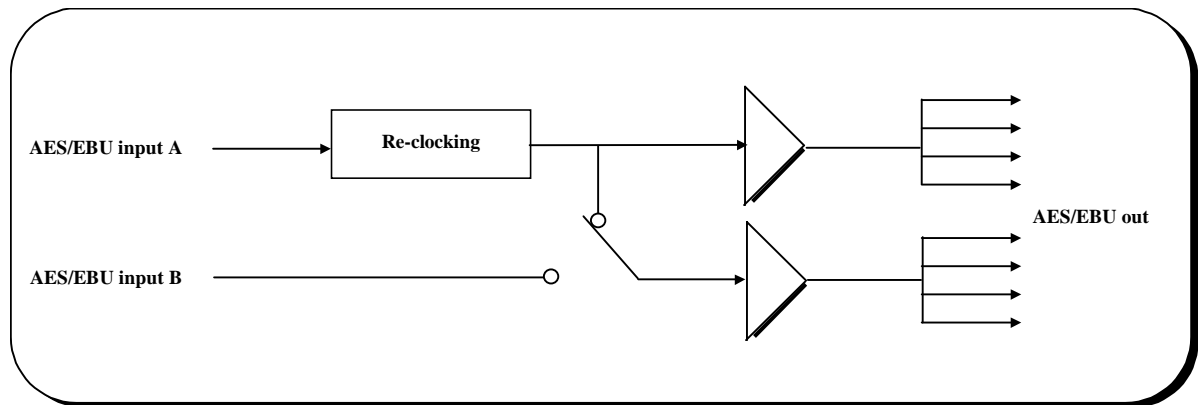 AES/EBU input A
Re-clocking
AES/EBU out
AES/EBU input B